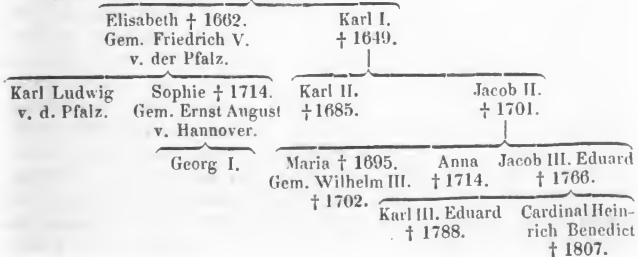 Elisabeth † 1662. Karl I.
Gem. Friedrich V. † 1649.
v. der Pfalz.
Karl Ludwig Sophie † 1714. Karl II. Jacob II.
v. d. Pfalz. Gem. Ernst August † 1685. † 1701.
v. Hannover.
Georg I. Maria † 1695. Anna Jacob III. Eduard
Gem. Wilhelm III. † 1714. † 1766.
† 1702. Karl III. Eduard Cardinal Hein-
† 1788. rich Benedict
† 1807.